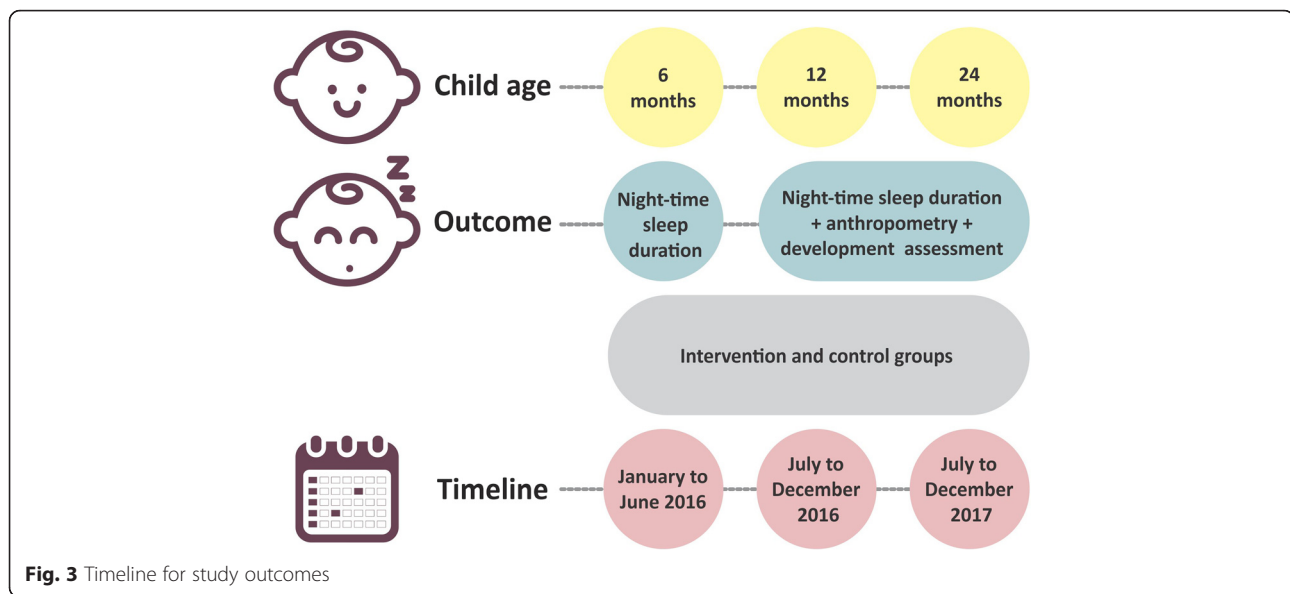 Child age
6
months
12
months
24
months
Z
z
z
Outcome
Night-time
sleep
duration
Night-time sleep duration
+ anthropometry +
development assessment
Intervention and control groups
Timeline
January to
June 2016
July to
December
2016
July to
December
2017
Fig. 3 Timeline for study outcomes